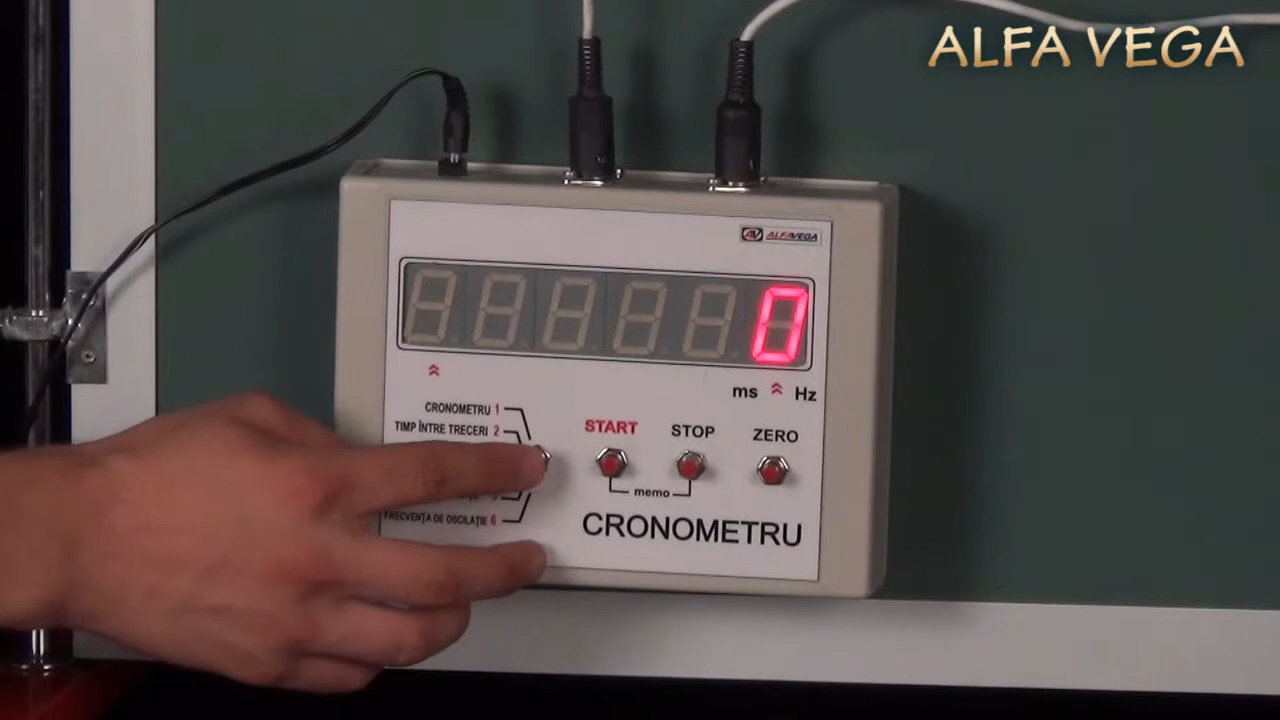 ALFA VEGA
AV ALFAVEGA
0
ms Hz
CRONOMETRU 1
TIMP ÎNTRE TRECERI 2
FRECVENȚA DE OSCILAȚIE 6
START
STOP
ZERO
memo
CRONOMETRU